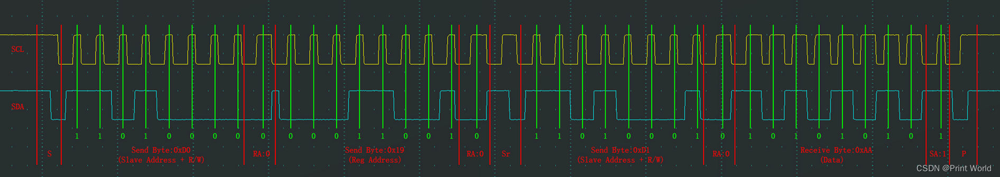 SCL
SDA
1 1 0 1 0 0 0 0 0 0 0 0 1 1 0 0 1 0 1 1 0 1 0 0 0 1 0 1 0 1 0 1 0 1 0 1
S Send Byte:0xD0 RA:0 Send Byte:0x19 RA:0 Sr Send Byte:0xD1 RA:0 Receive Byte:0xAA SA:1 P
(Slave Address + R/W) (Reg Address) (Slave Address + R/W) (Data)
CSDN @Print World